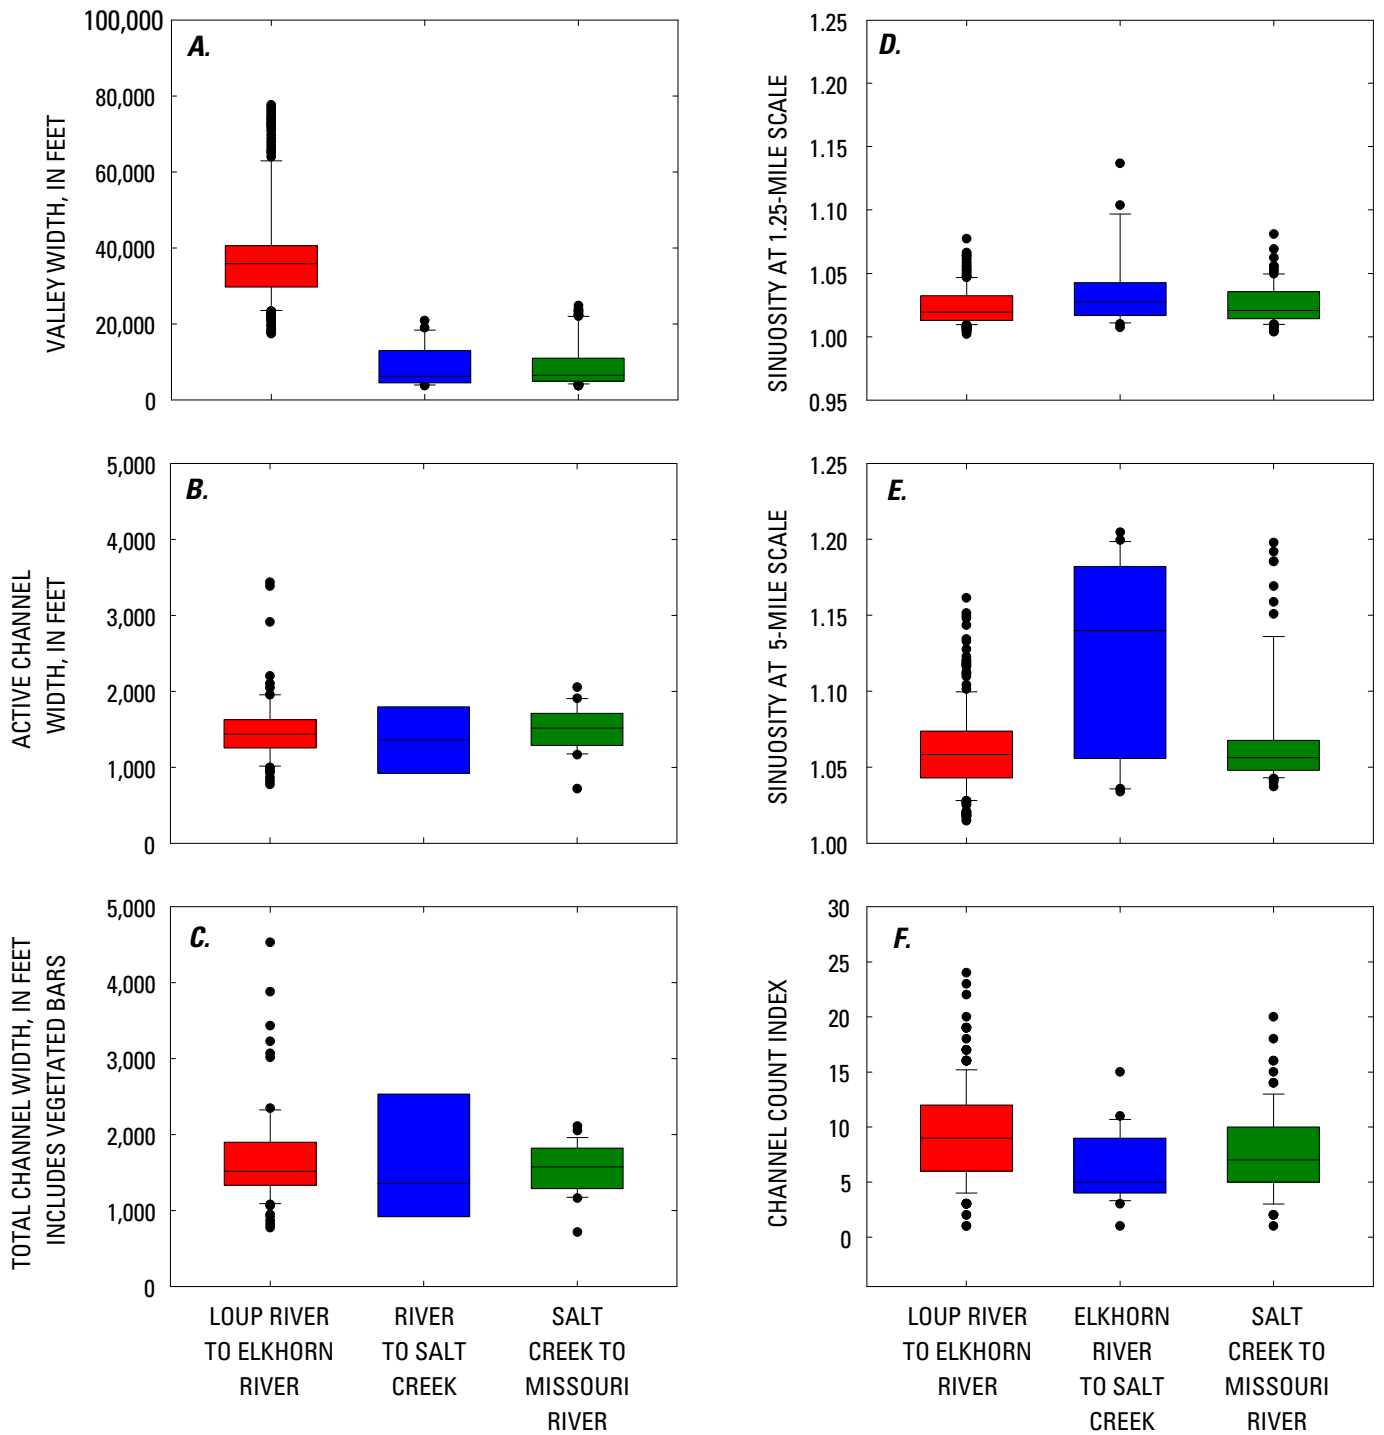 A.
VALLEY WIDTH, IN FEET
100,000
80,000
60,000
40,000
20,000
0
B.
ACTIVE CHANNEL
WIDTH, IN FEET
5,000
4,000
3,000
2,000
1,000
0
C.
TOTAL CHANNEL WIDTH, IN FEET
INCLUDES VEGETATED BARS
5,000
4,000
3,000
2,000
1,000
0
LOUP RIVER
TO ELKHORN
RIVER
RIVER
TO SALT
CREEK
SALT
CREEK TO
MISSOURI
RIVER
D.
SINUOSITY AT 1.25-MILE SCALE
1.25
1.20
1.15
1.10
1.05
1.00
0.95
E.
SINUOSITY AT 5-MILE SCALE
1.25
1.20
1.15
1.10
1.05
1.00
F.
CHANNEL COUNT INDEX
30
25
20
15
10
5
0
LOUP RIVER
TO ELKHORN
RIVER
ELKHORN
RIVER
TO SALT
CREEK
SALT
CREEK TO
MISSOURI
RIVER